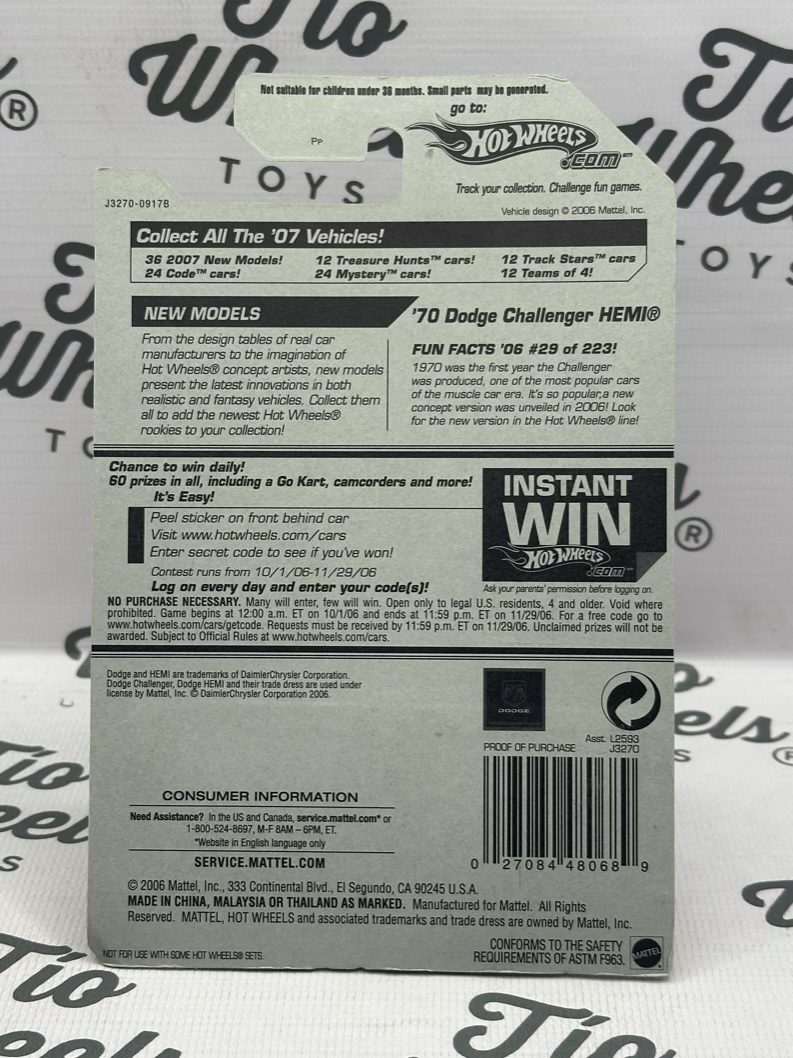 Not suitable for children under 36 months. Small parts may be generated.
go to:
Pp
HOT WHEELS
.COM℠
Track your collection. Challenge fun games.
J3270-0917B
Vehicle design © 2006 Mattel, Inc.
Collect All The '07 Vehicles!
36 2007 New Models! 12 Treasure Hunts™ cars! 12 Track Stars™ cars
24 Code™ cars! 24 Mystery™ cars! 12 Teams of 4!
NEW MODELS
From the design tables of real car
manufacturers to the imagination of
Hot Wheels® concept artists, new models
present the latest innovations in both
realistic and fantasy vehicles. Collect them
all to add the newest Hot Wheels®
rookies to your collection!
'70 Dodge Challenger HEMI®
FUN FACTS '06 #29 of 223!
1970 was the first year the Challenger
was produced, one of the most popular cars
of the muscle car era. It's so popular,a new
concept version was unveiled in 2006! Look
for the new version in the Hot Wheels® line!
Chance to win daily!
60 prizes in all, including a Go Kart, camcorders and more!
It's Easy!
Peel sticker on front behind car
Visit www.hotwheels.com/cars
Enter secret code to see if you've won!
Contest runs from 10/1/06-11/29/06
Log on every day and enter your code(s)!
INSTANT
WIN
HOT WHEELS
.COM
Ask your parents' permission before logging on.
NO PURCHASE NECESSARY. Many will enter, few will win. Open only to legal U.S. residents, 4 and older. Void where
prohibited. Game begins at 12:00 a.m. ET on 10/1/06 and ends at 11:59 p.m. ET on 11/29/06. For a free code go to
www.hotwheels.com/cars/getcode. Requests must be received by 11:59 p.m. ET on 11/29/06. Unclaimed prizes will not be
awarded. Subject to Official Rules at www.hotwheels.com/cars.
Dodge and HEMI are trademarks of DaimlerChrysler Corporation.
Dodge Challenger, Dodge HEMI and their trade dress are used under
license by Mattel, Inc. © DaimlerChrysler Corporation 2006.
DODGE
Asst. L2593
PROOF OF PURCHASE J3270
0 27084 48068 9
CONSUMER INFORMATION
Need Assistance? In the US and Canada, service.mattel.com* or
1-800-524-8697, M-F 8AM – 6PM, ET.
*Website in English language only
SERVICE.MATTEL.COM
© 2006 Mattel, Inc., 333 Continental Blvd., El Segundo, CA 90245 U.S.A.
MADE IN CHINA, MALAYSIA OR THAILAND AS MARKED. Manufactured for Mattel. All Rights
Reserved. MATTEL, HOT WHEELS and associated trademarks and trade dress are owned by Mattel, Inc.
NOT FOR USE WITH SOME HOT WHEELS® SETS.
CONFORMS TO THE SAFETY
REQUIREMENTS OF ASTM F963.
MATTEL
Tio
Wheels
TOYS
®